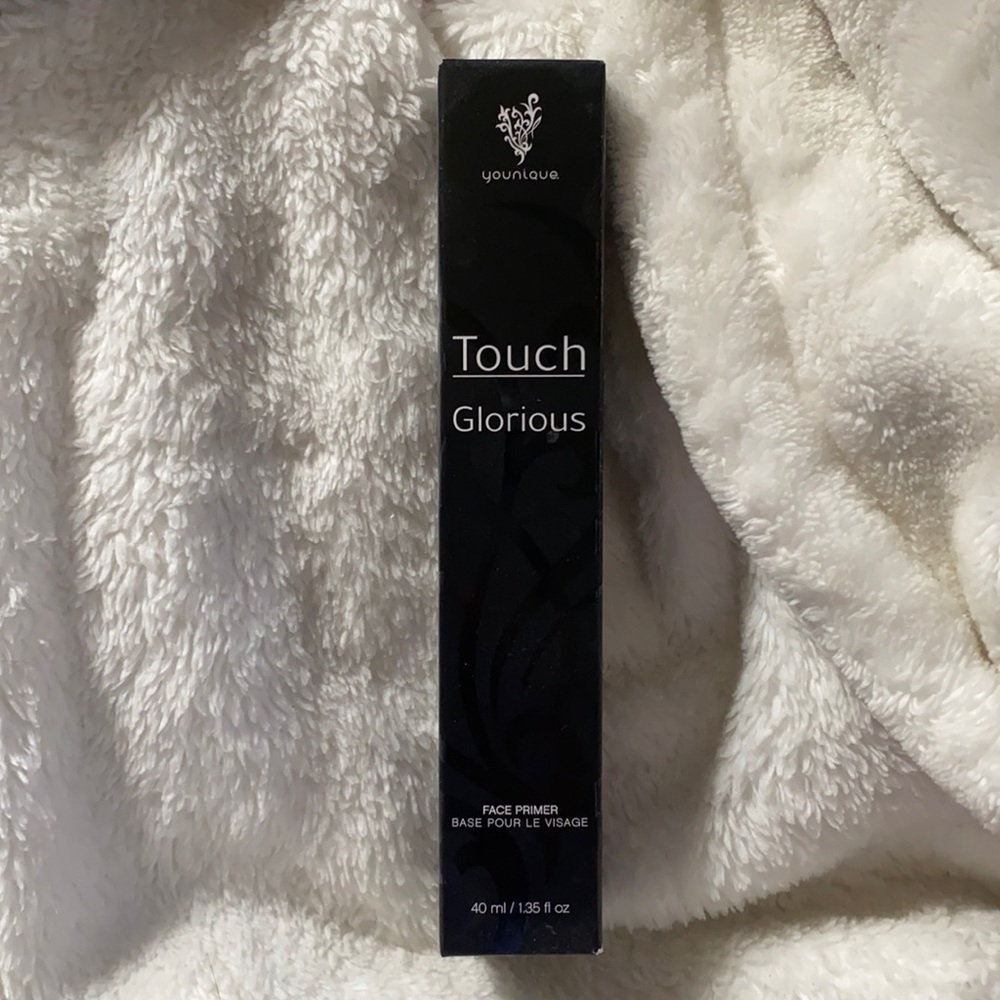 younique
Touch
Glorious
FACE PRIMER
BASE POUR LE VISAGE
40 ml / 1.35 fl oz